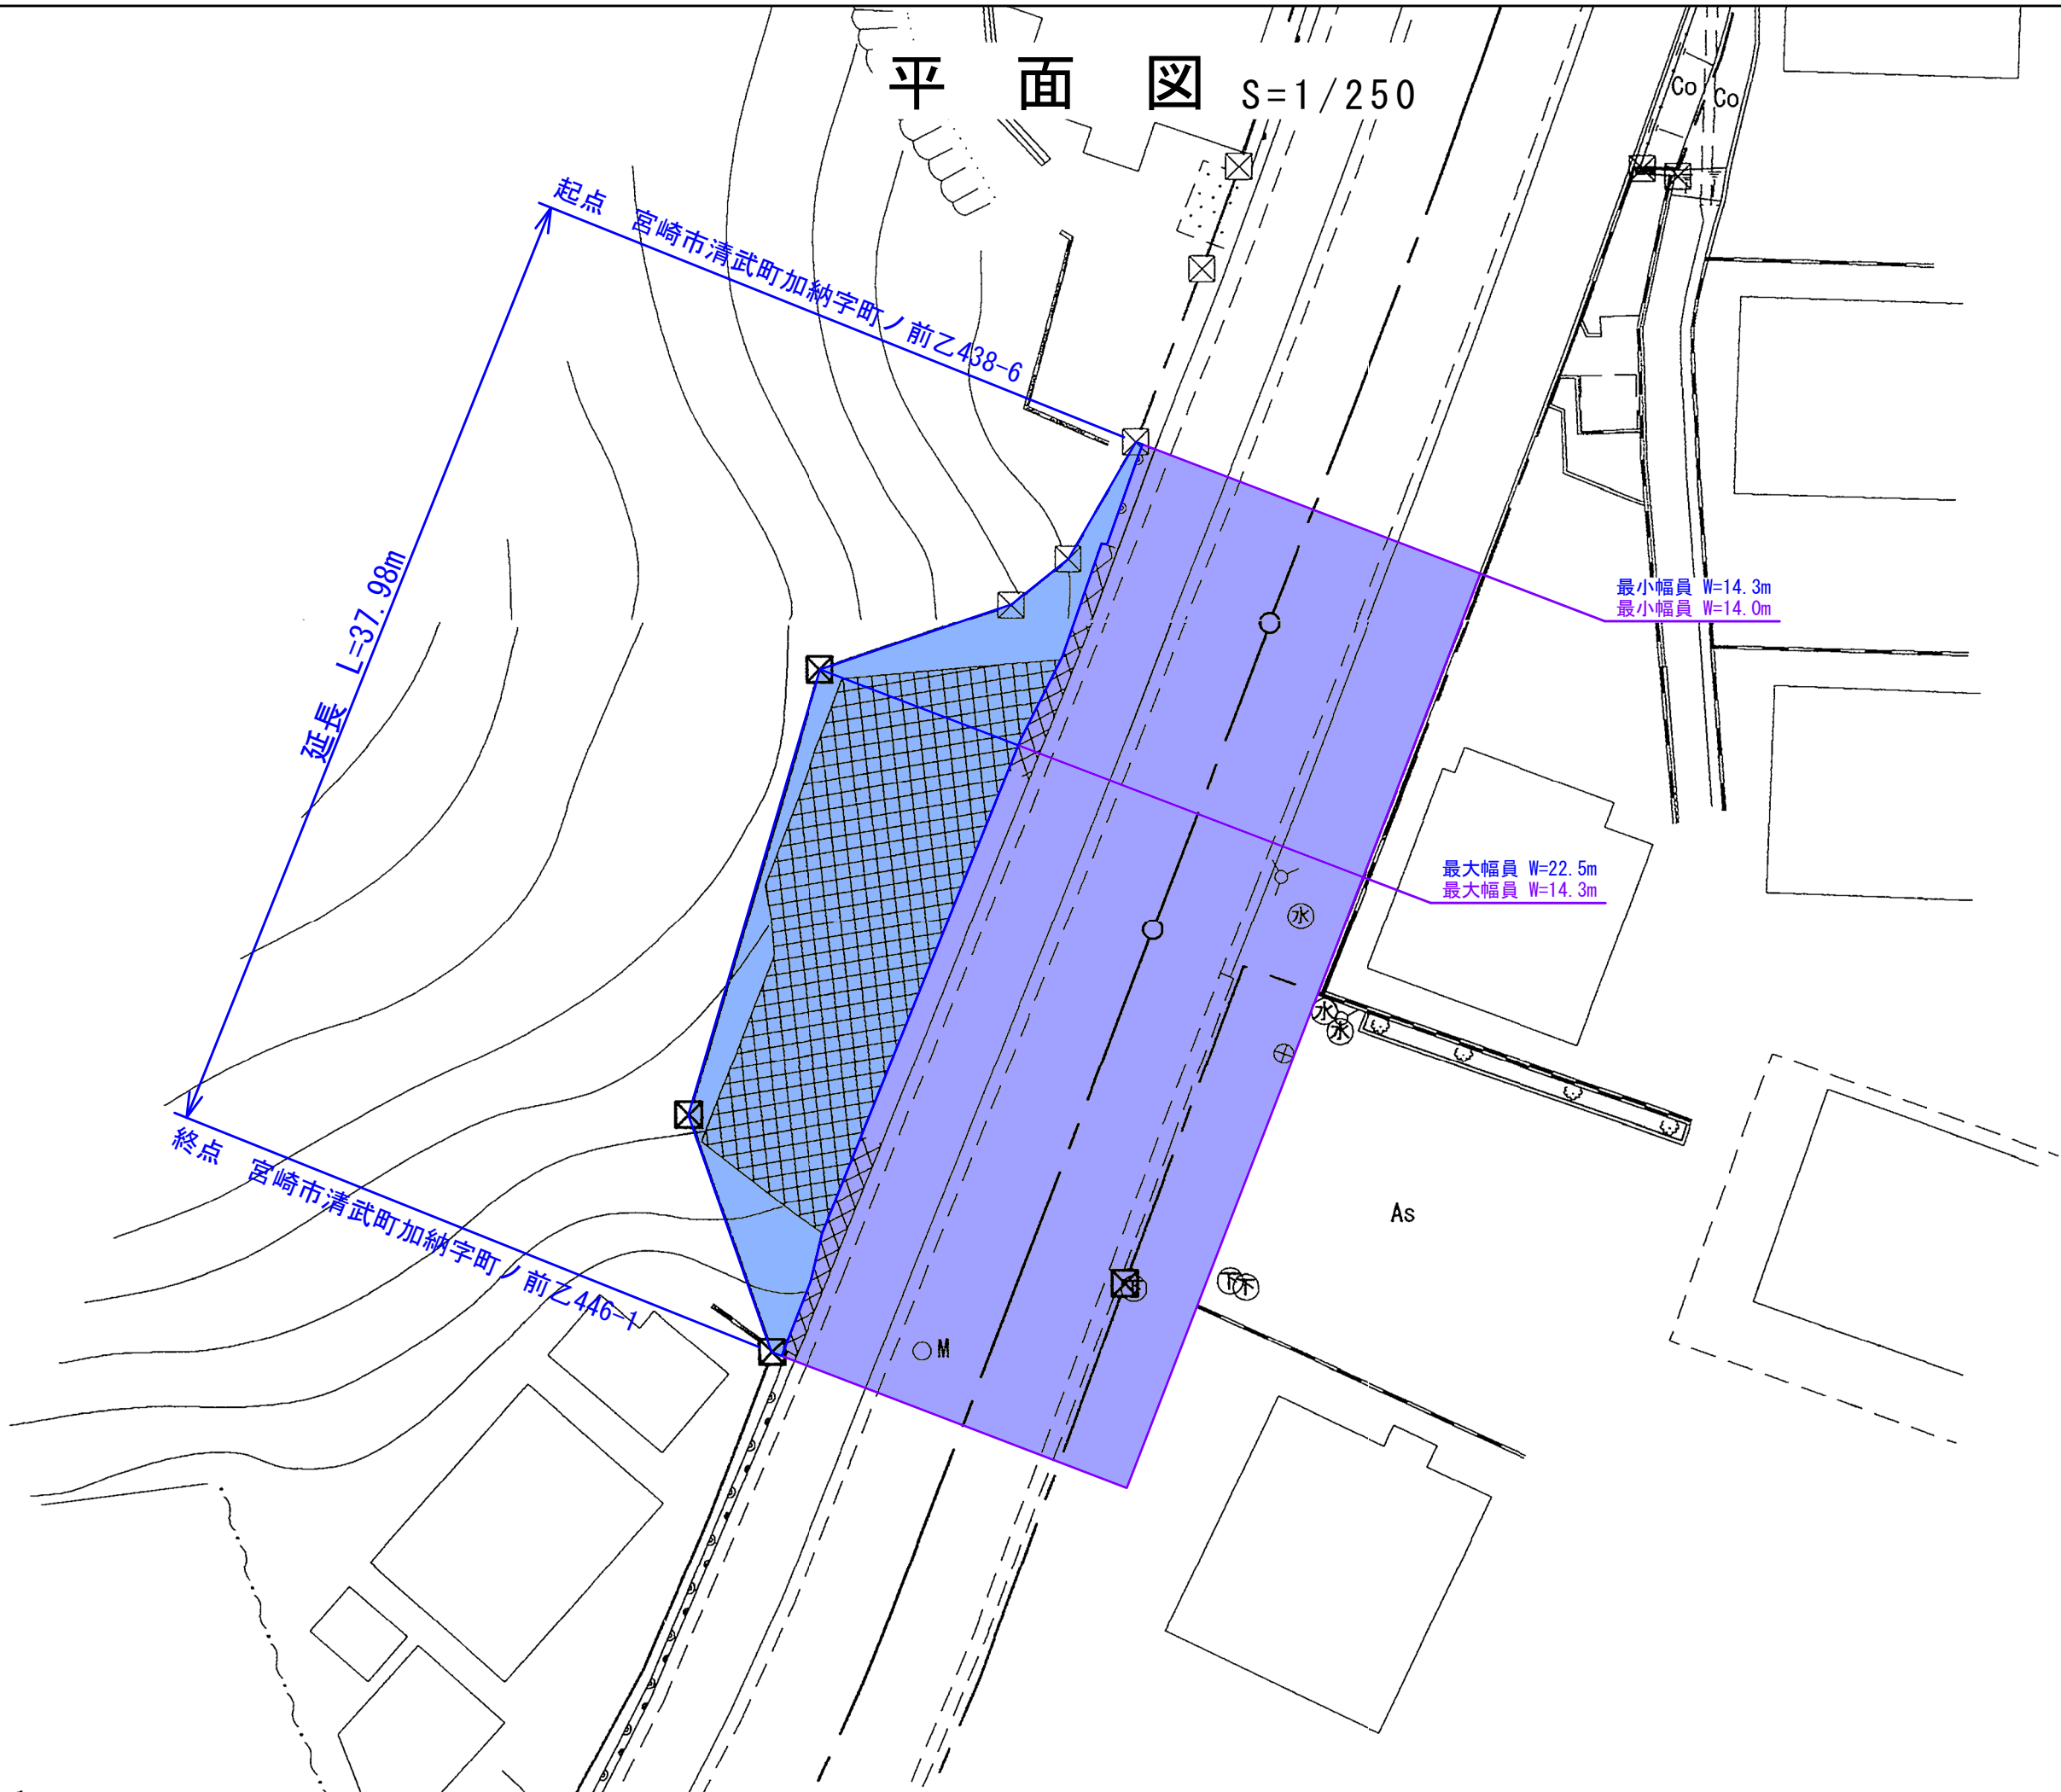 平 面 図 S=1/250
Co
Co
起点 宮崎市清武町加納字町ノ前乙438-6
延長 L=37.98m
最小幅員 W=14.3m
最小幅員 W=14.0m
最大幅員 W=22.5m
最大幅員 W=14.3m
水
水
水
終点 宮崎市清武町加納字町ノ前乙446-1
As
下
下
M